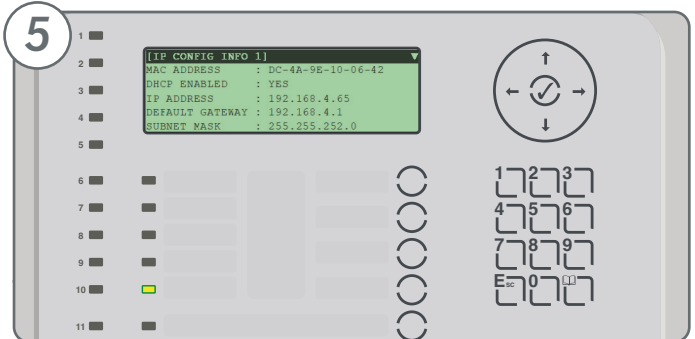 5
1
2
3
4
5
6
7
8
9
10
11
[IP CONFIG INFO 1]
MAC ADDRESS : DC-4A-9E-10-06-42
DHCP ENABLED : YES
IP ADDRESS : 192.168.4.65
DEFAULT GATEWAY : 192.168.4.1
SUBNET MASK : 255.255.252.0
1 2 3
4 5 6
7 8 9
Esc 0